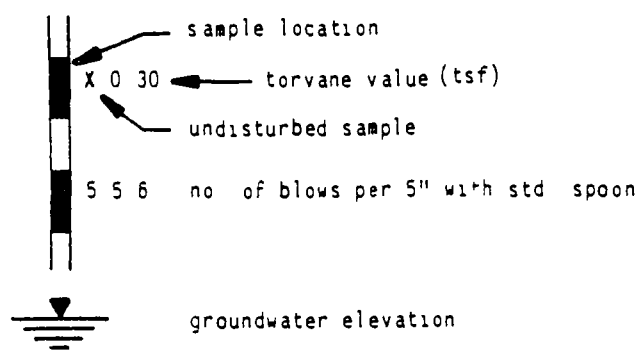 sample location
X 0 30 torvane value (tsf)
undisturbed sample
5 5 6 no of blows per 5" with std spoon
groundwater elevation